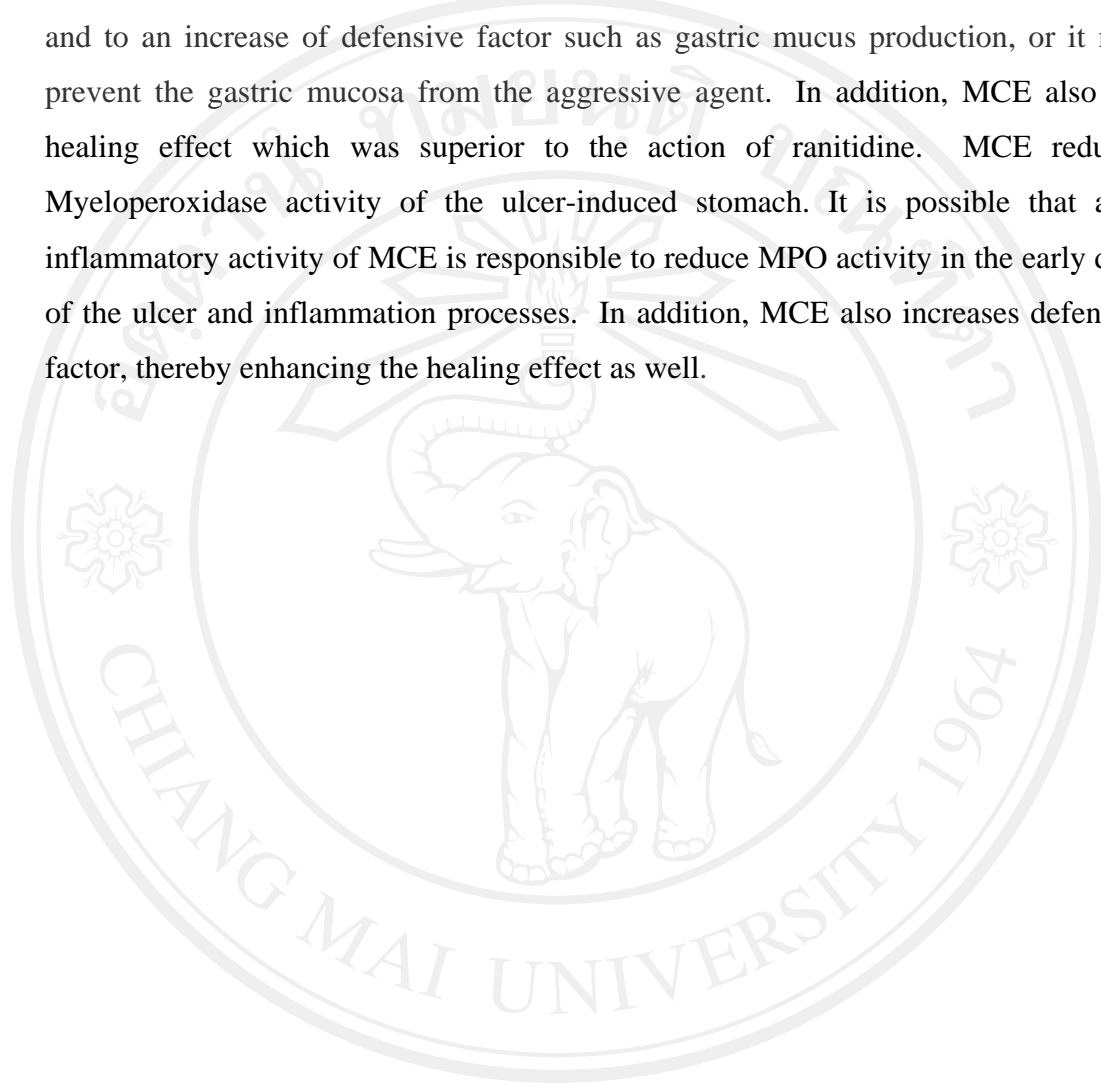 and to an increase of defensive factor such as gastric mucus production, or it
prevent the gastric mucosa from the aggressive agent. In addition, MCE also
healing effect which was superior to the action of ranitidine. MCE
Myeloperoxidase activity of the ulcer-induced stomach. It is possible that
inflammatory activity of MCE is responsible to reduce MPO activity in the early
of the ulcer and inflammation processes. In addition, MCE also increases
factor, thereby enhancing the healing effect as well.
CHIANG MAI UNIVERSITY 1964